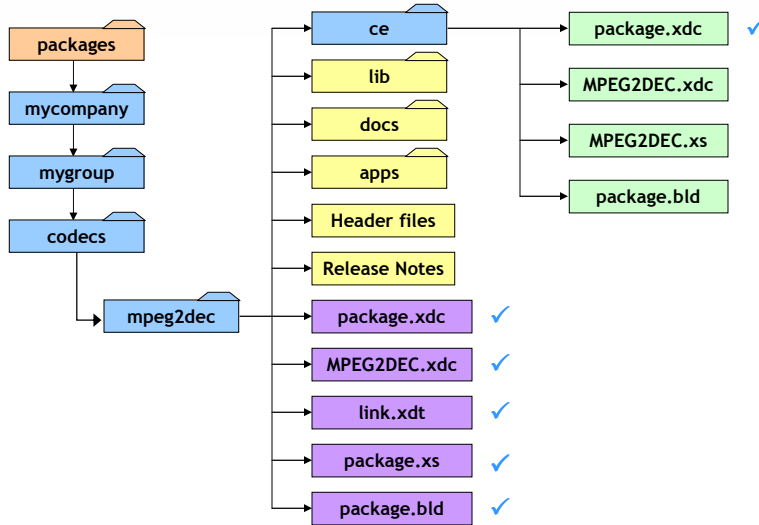 packages
mycompany
mygroup
codecs
mpeg2dec
ce
lib
docs
apps
Header files
Release Notes
package.xdc
MPEG2DEC.xdc
link.xdt
package.xs
package.bld
package.xdc
MPEG2DEC.xdc
MPEG2DEC.xs
package.bld